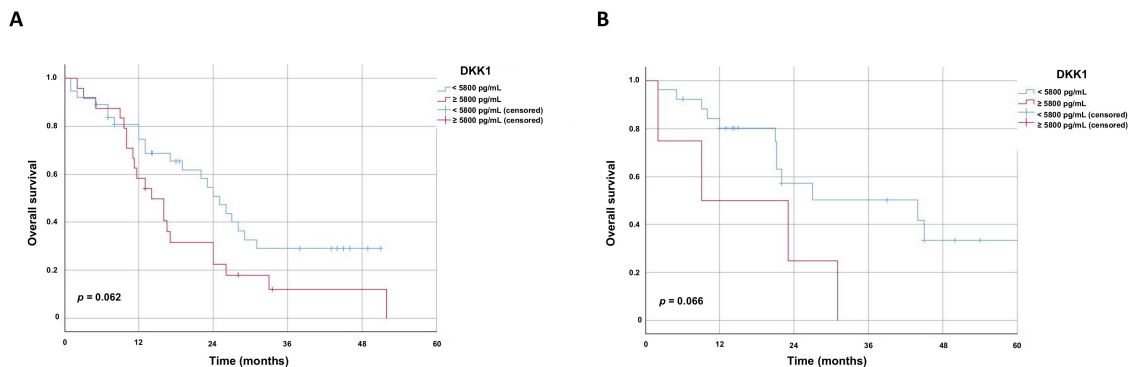 A
DKK1
< 5800 pg/mL
≥ 5800 pg/mL
< 5800 pg/mL (censored)
≥ 5800 pg/mL (censored)
Overall survival
1.0
0.8
0.6
0.4
0.2
0
p = 0.062
0 12 24 36 48 60
Time (months)
B
DKK1
< 5800 pg/mL
≥ 5800 pg/mL
< 5800 pg/mL (censored)
≥ 5800 pg/mL (censored)
Overall survival
1.0
0.8
0.6
0.4
0.2
0
p = 0.066
0 12 24 36 48 60
Time (months)